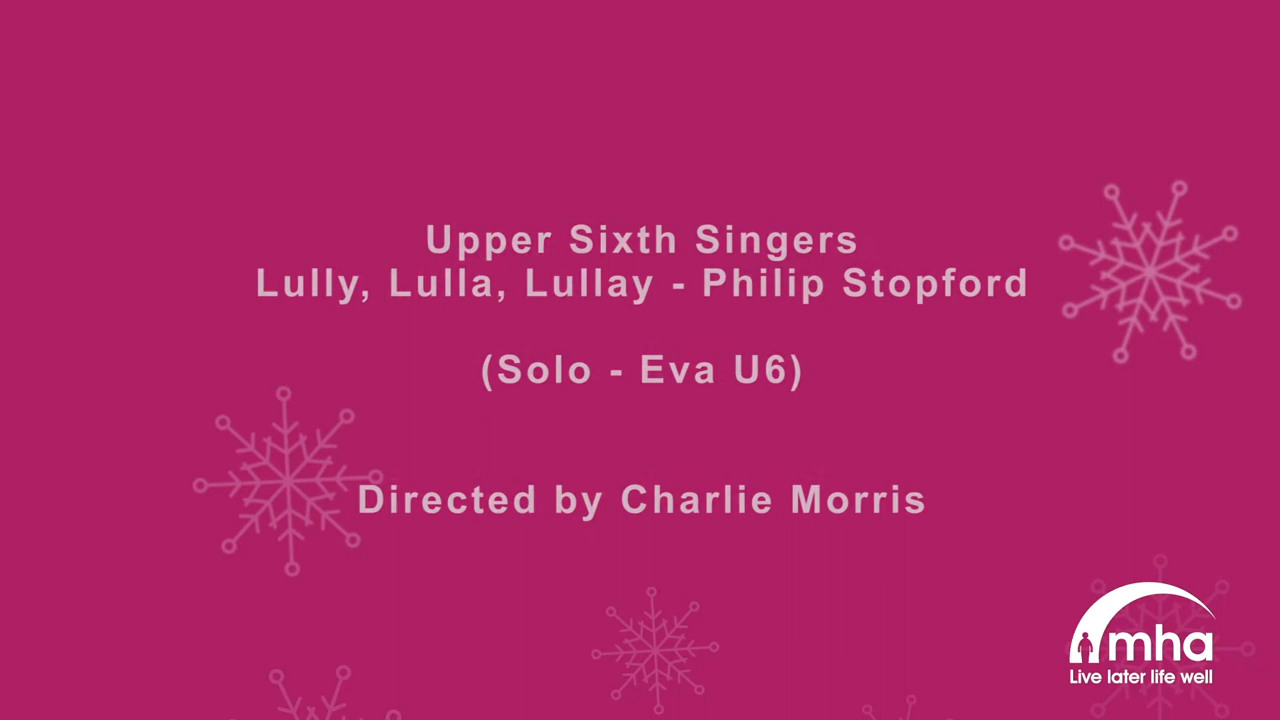 Upper Sixth Singers
Lully, Lulla, Lullay - Philip Stopford
(Solo - Eva U6)
Directed by Charlie Morris
mha
Live later life well